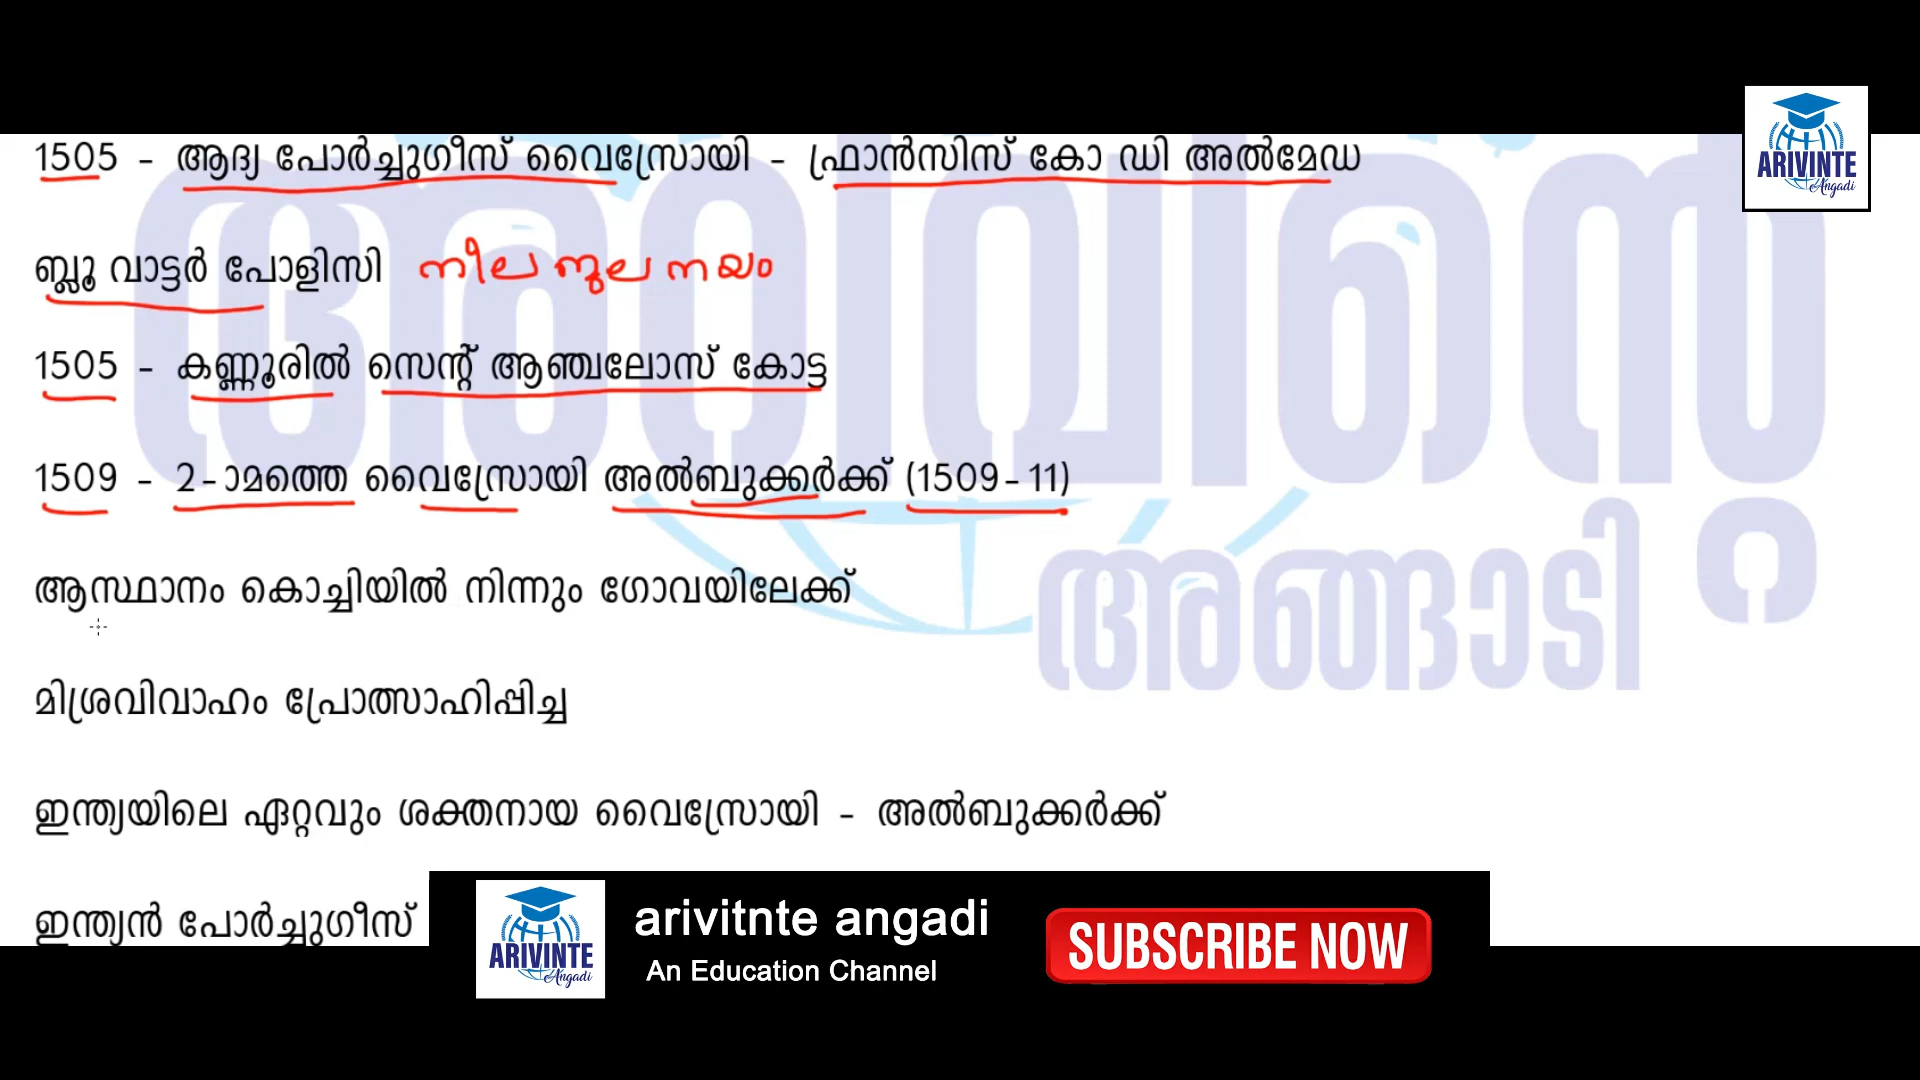 1505 - ആദ്യ പോർച്ചുഗീസ് വൈസ്രോയി - ഫ്രാൻസിസ് കോ ഡി അൽമേഡ
ബ്ലൂ വാട്ടർ പോളിസി നീല ജല നയം
1505 - കണ്ണൂരിൽ സെന്റ് ആഞ്ചലോസ് കോട്ട
1509 - 2-ാമത്തെ വൈസ്രോയി അൽബുക്കർക്ക് (1509-11)
ആസ്ഥാനം കൊച്ചിയിൽ നിന്നും ഗോവയിലേക്ക്
മിശ്രവിവാഹം പ്രോത്സാഹിപ്പിച്ച
ഇന്ത്യയിലെ ഏറ്റവും ശക്തനായ വൈസ്രോയി - അൽബുക്കർക്ക്
ഇന്ത്യൻ പോർച്ചുഗീസ്
അറിവിന്റെ
അങ്ങാടി
ARIVINTE
Angadi
ARIVINTE
Angadi
arivitnte angadi
An Education Channel
SUBSCRIBE NOW